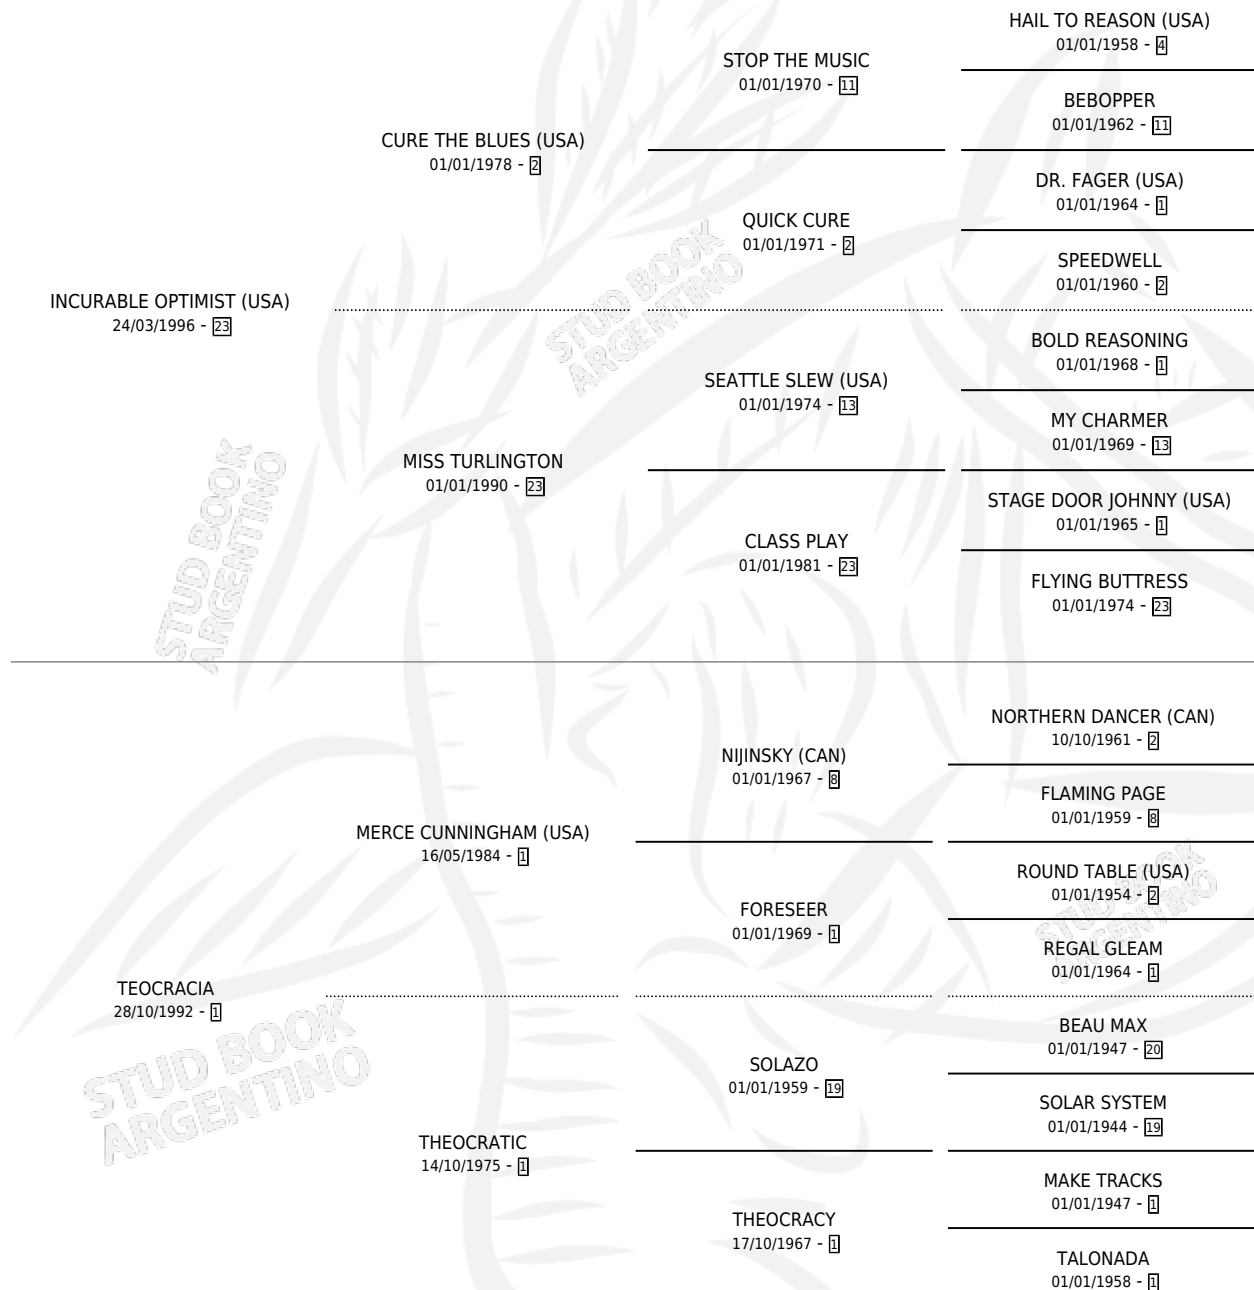 HAIL TO REASON (USA)
01/01/1958 - 4
STOP THE MUSIC
01/01/1970 - 11
BEBOPPER
01/01/1962 - 11
CURE THE BLUES (USA)
01/01/1978 - 2
DR. FAGER (USA)
01/01/1964 - 1
QUICK CURE
01/01/1971 - 2
SPEEDWELL
01/01/1960 - 2
INCURABLE OPTIMIST (USA)
24/03/1996 - 23
BOLD REASONING
01/01/1968 - 1
SEATTLE SLEW (USA)
01/01/1974 - 13
MY CHARMER
01/01/1969 - 13
MISS TURLINGTON
01/01/1990 - 23
STAGE DOOR JOHNNY (USA)
01/01/1965 - 1
CLASS PLAY
01/01/1981 - 23
FLYING BUTTRESS
01/01/1974 - 23
NORTHERN DANCER (CAN)
10/10/1961 - 2
NIJINSKY (CAN)
01/01/1967 - 8
FLAMING PAGE
01/01/1959 - 8
MERCE CUNNINGHAM (USA)
16/05/1984 - 1
ROUND TABLE (USA)
01/01/1954 - 2
FORESEER
01/01/1969 - 1
REGAL GLEAM
01/01/1964 - 1
TEOCRACIA
28/10/1992 - 1
BEAU MAX
01/01/1947 - 20
SOLAZO
01/01/1959 - 19
SOLAR SYSTEM
01/01/1944 - 19
THEOCRATIC
14/10/1975 - 1
MAKE TRACKS
01/01/1947 - 1
THEOCRACY
17/10/1967 - 1
TALONADA
01/01/1958 - 1
STUD BOOK
ARGENTINO
STUD BOOK
ARGENTINO
STUD BOOK
ARGENTINO
STUD BOOK
ARGENTINO